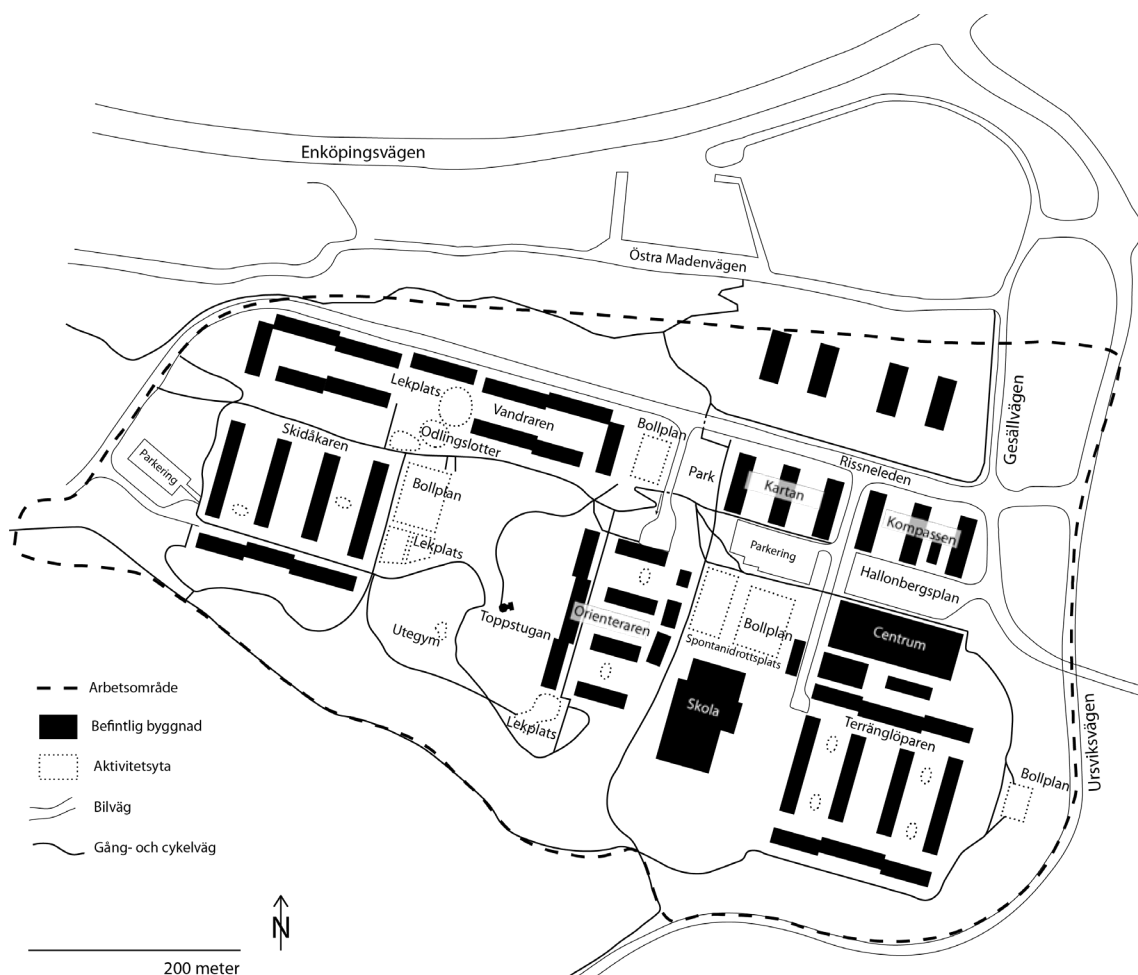 Enköpingsvägen
Östra Madenvägen
Gesällvägen
Lekplats
Vandraren
Odlingslotter
Bollplan
Skidåkaren
Rissneleden
Park
Kartan
Parkering
Bollplan
Kompassen
Parkering
Lekplats
Hallonbergsplan
Toppstugan
Orienteraren
Utegym
Bollplan
Spontanidrottsplats
Centrum
Skola
Lekplats
Terränglöparen
Ursviksvägen
Bollplan
Arbetsområde
Befintlig byggnad
Aktivitetsyta
Bilväg
Gång- och cykelväg
N
200 meter